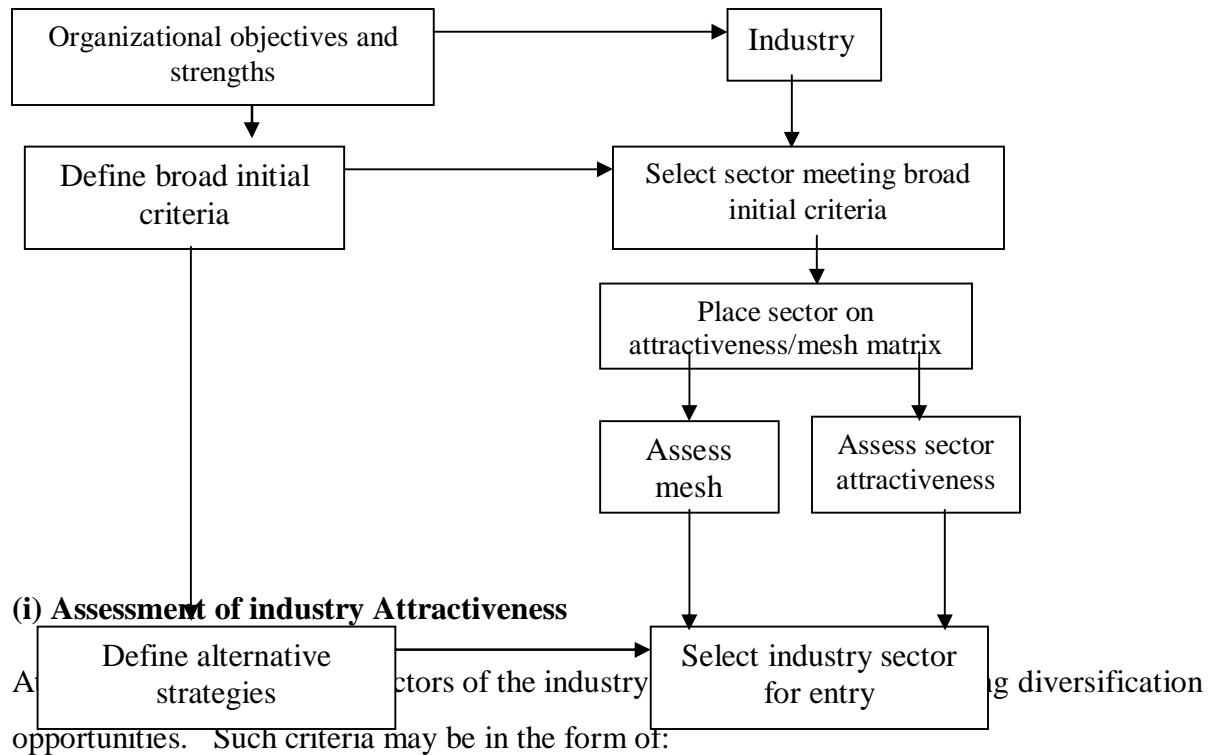 Organizational objectives and
strengths
Industry
Define broad initial
criteria
Select sector meeting broad
initial criteria
Place sector on
attractiveness/mesh matrix
Assess
mesh
Assess sector
attractiveness
(i) Assessment of industry Attractiveness
Define alternative
strategies
Select industry sector
for entry
of the industry diversification
opportunities. Such criteria may be in the form of: